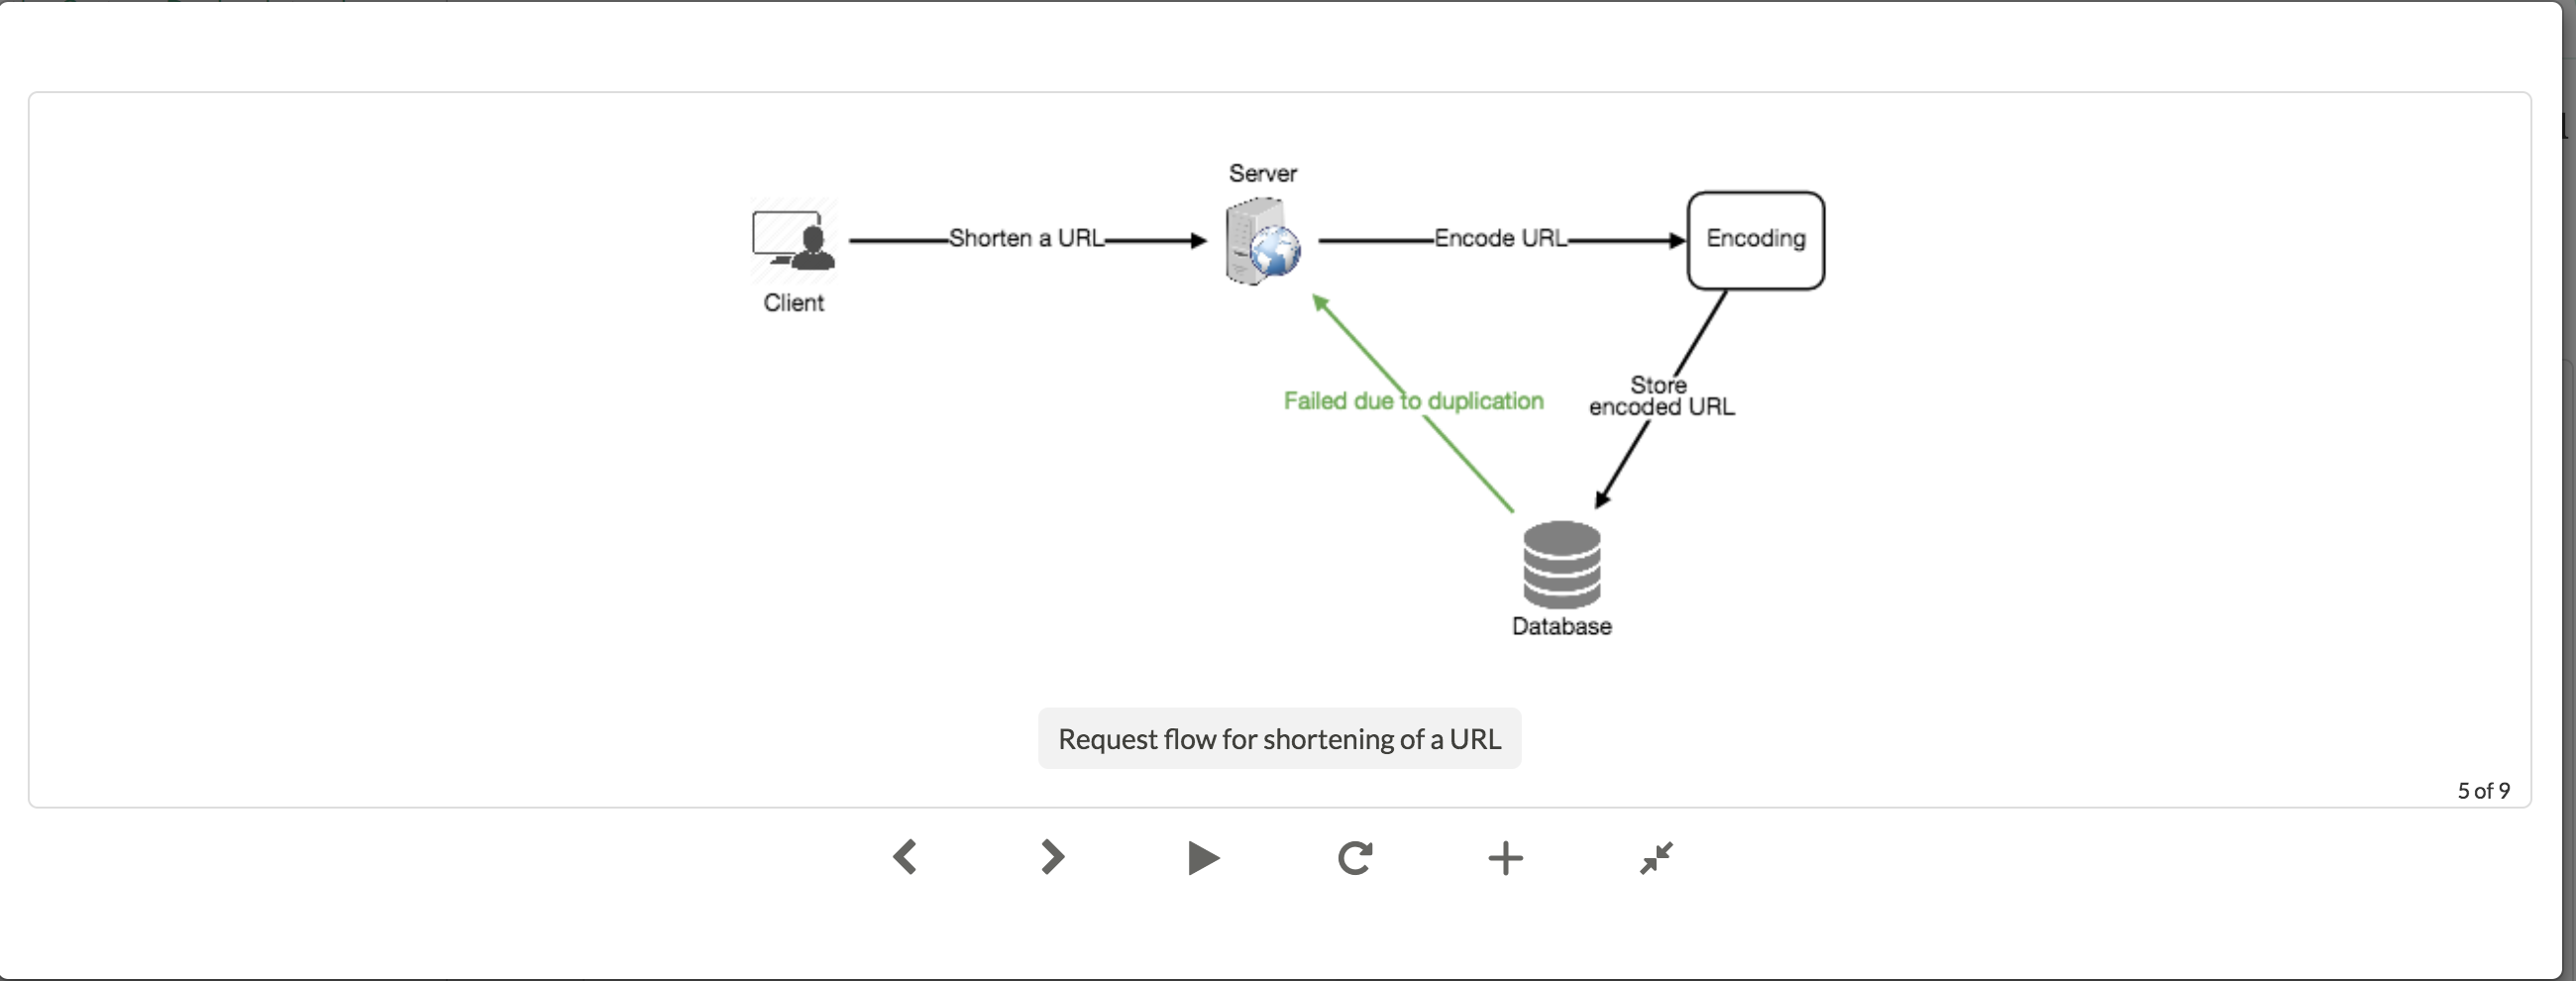 Server
Shorten a URL
Encode URL
Encoding
Client
Failed due to duplication
Store
encoded URL
Database
Request flow for shortening of a URL
5 of 9